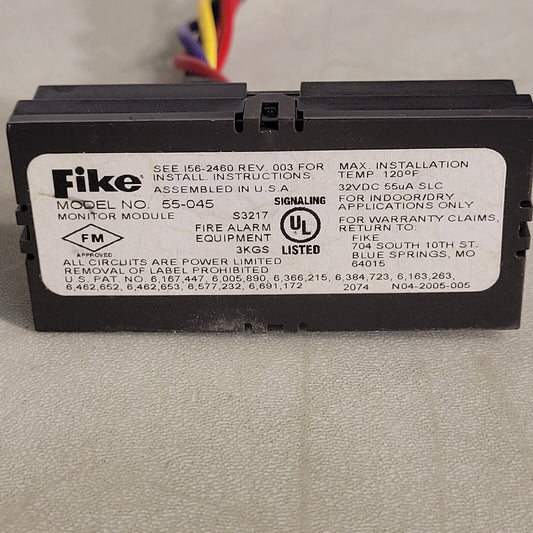 Fike
SEE I56-2460 REV. 003 FOR
INSTALL. INSTRUCTIONS.
ASSEMBLED IN U.S.A.
MODEL NO. 55-045
MONITOR MODULE
FM
APPROVED
S3217
FIRE ALARM
EQUIPMENT
3KGS
SIGNALING
UL
LISTED
MAX. INSTALLATION
TEMP 120ºF
32VDC 55uA SLC
FOR INDOOR/DRY
APPLICATIONS ONLY
FOR WARRANTY CLAIMS,
RETURN TO:
FIKE
704 SOUTH 10TH ST.
BLUE SPRINGS, MO
64015
ALL CIRCUITS ARE POWER LIMITED
REMOVAL OF LABEL PROHIBITED
U.S. PAT. NO. 6,167,447, 6,005,890, 6,366,215, 6,384,723, 6,163,263,
6,462,652, 6,462,653, 6,577,232, 6,691,172
2074 N04-2005-005